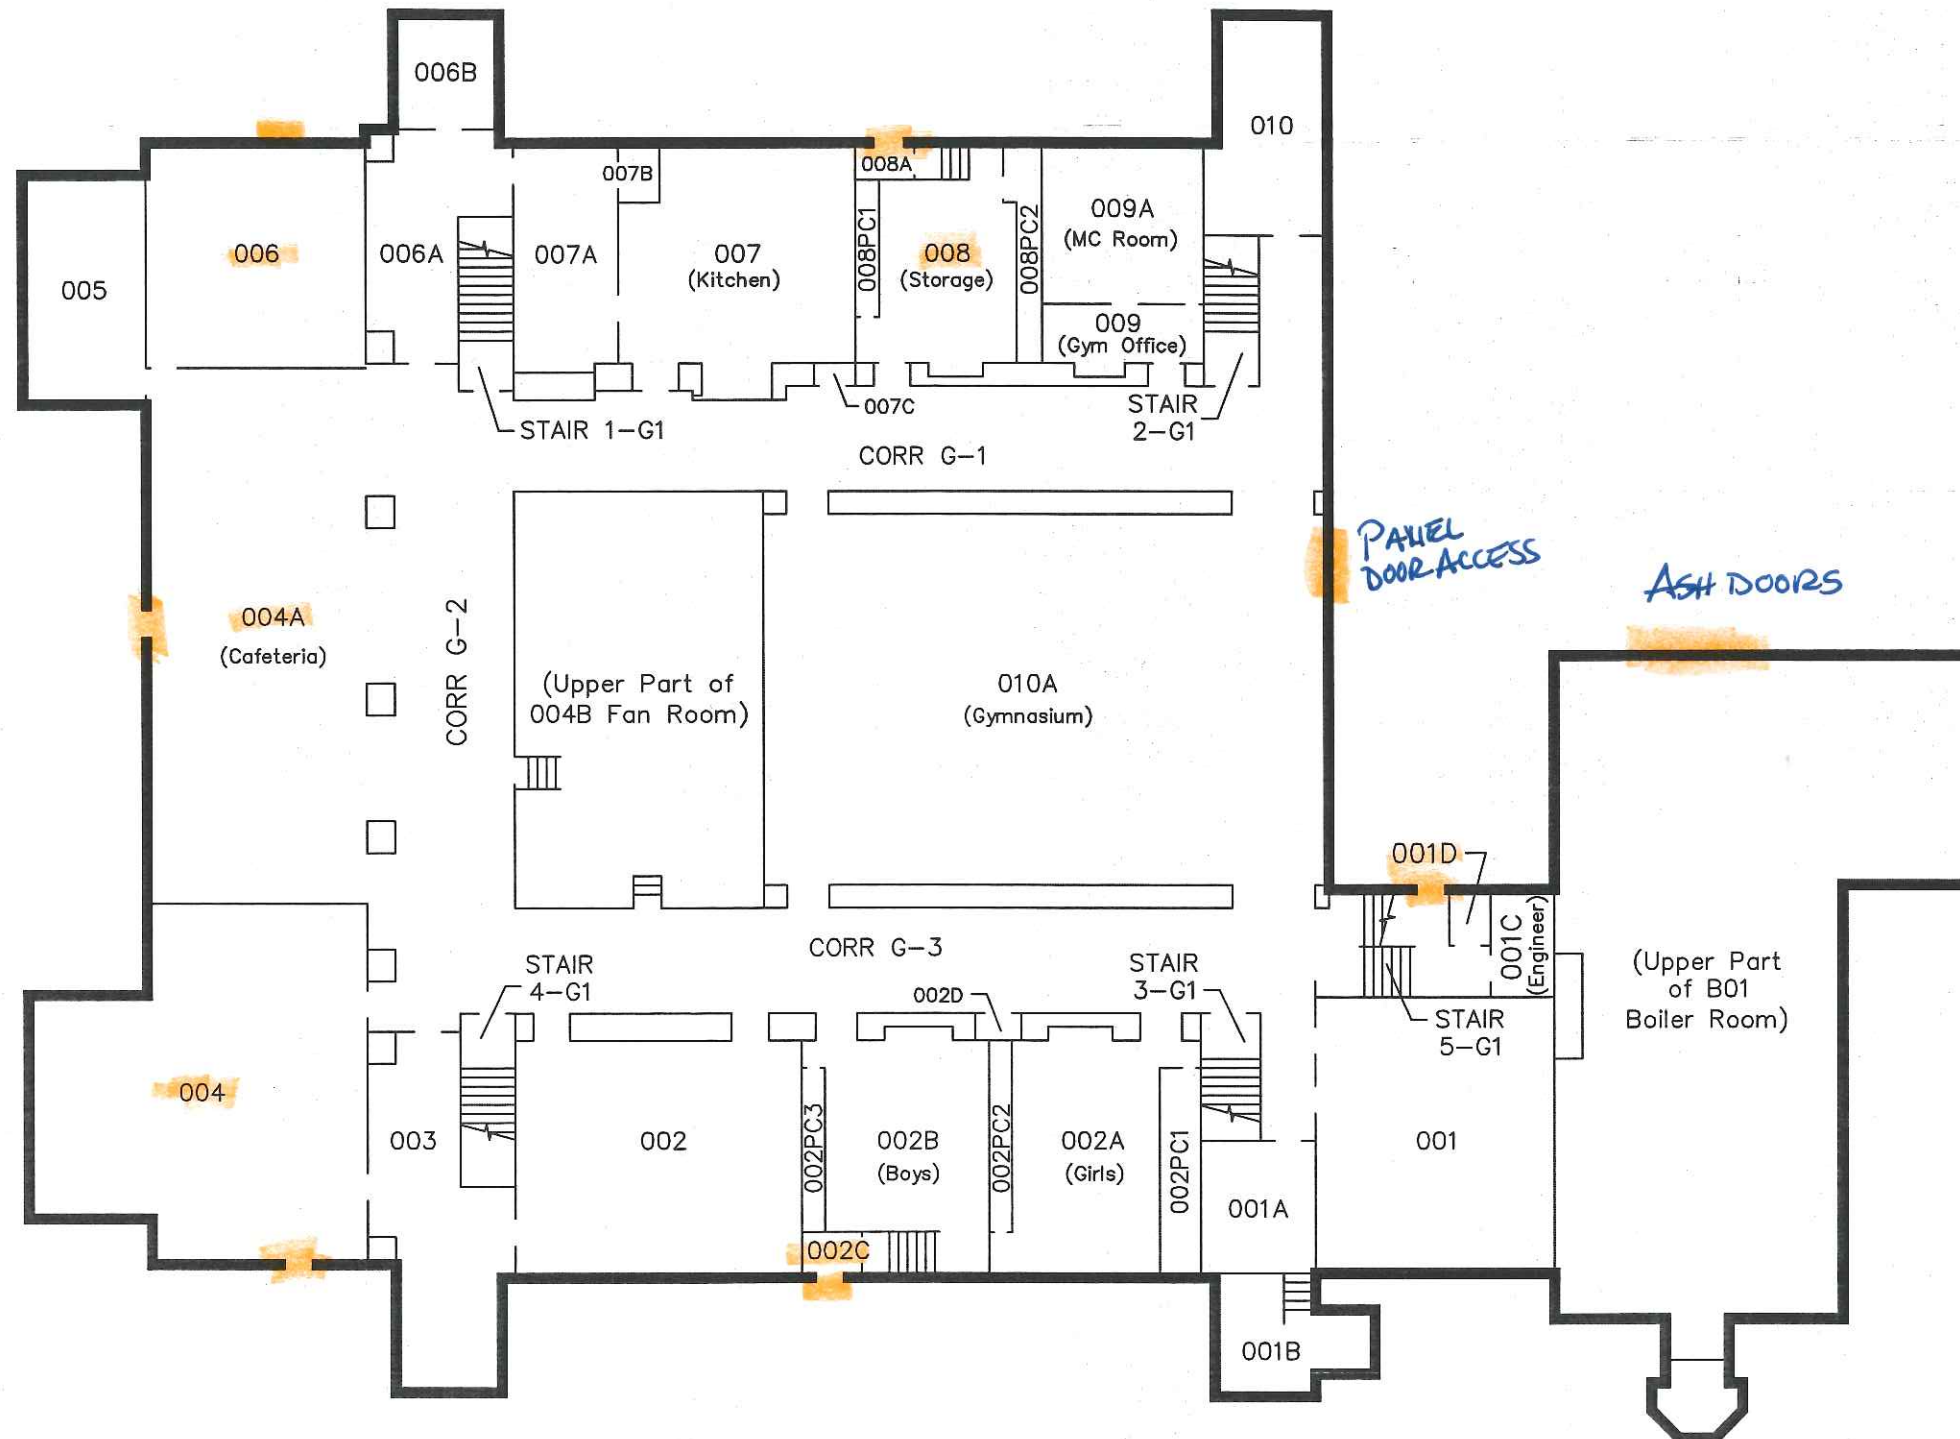 006B
010
008A
007B
006
006A
007A
007
(Kitchen)
008PC1
008
(Storage)
008PC2
009A
(MC Room)
005
009
(Gym Office)
007C
STAIR 1-G1
STAIR
2-G1
CORR G-1
PANEL
DOOR ACCESS
ASH DOORS
004A
(Cafeteria)
CORR G-2
(Upper Part of
004B Fan Room)
010A
(Gymnasium)
001D
001C
(Engineer)
CORR G-3
STAIR
4-G1
002D
STAIR
3-G1
(Upper Part
of B01
Boiler Room)
STAIR
5-G1
004
003
002
002PC3
002B
(Boys)
002PC2
002A
(Girls)
002PC1
001
001A
002C
001B